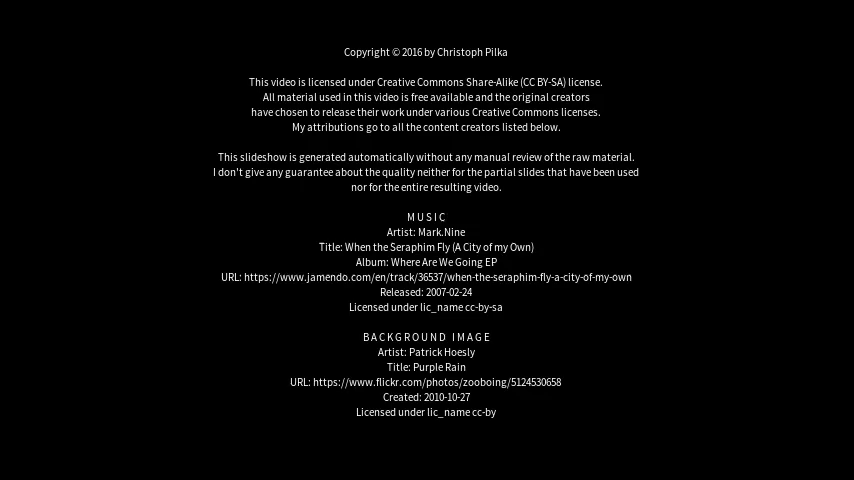 Copyright © 2016 by Christoph Pilka
This video is licensed under Creative Commons Share-Alike (CC BY-SA) license.
All material used in this video is free available and the original creators
have chosen to release their work under various Creative Commons licenses.
My attributions go to all the content creators listed below.
This slideshow is generated automatically without any manual review of the raw material.
I don't give any guarantee about the quality neither for the partial slides that have been used
nor for the entire resulting video.
M U S I C
Artist: Mark.Nine
Title: When the Seraphim Fly (A City of my Own)
Album: Where Are We Going EP
URL: https://www.jamendo.com/en/track/36537/when-the-seraphim-fly-a-city-of-my-own
Released: 2007-02-24
Licensed under lic_name cc-by-sa
B A C K G R O U N D   I M A G E
Artist: Patrick Hoesly
Title: Purple Rain
URL: https://www.flickr.com/photos/zooboing/5124530658
Created: 2010-10-27
Licensed under lic_name cc-by